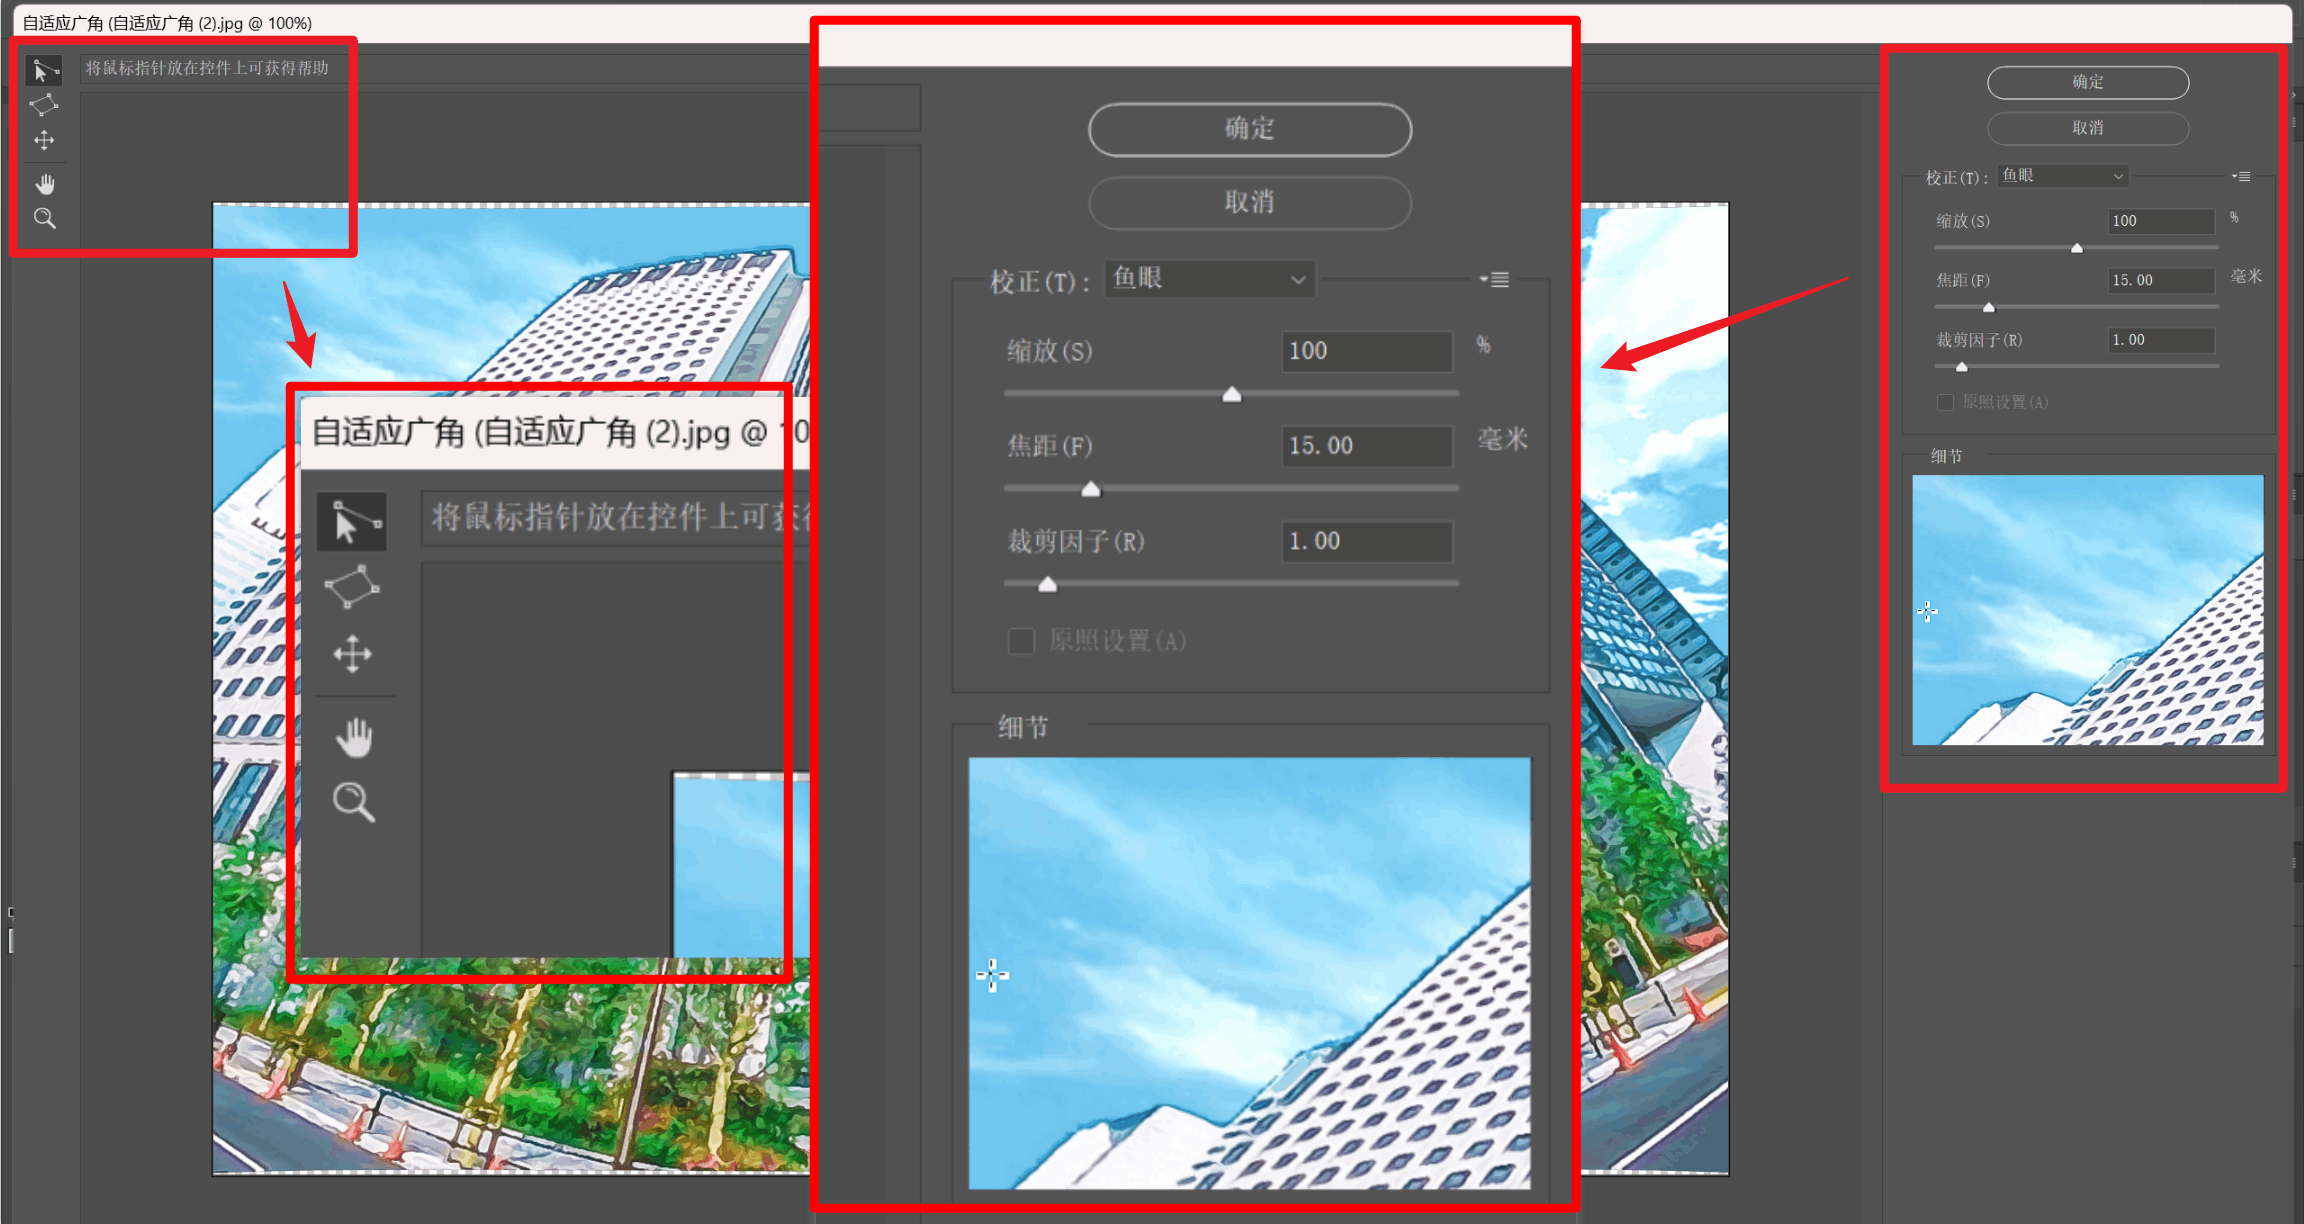 自适应广角 (自适应广角 (2).jpg @ 100%)
将鼠标指针放在控件上可获得帮助
自适应广角 (自适应广角 (2).jpg @ 10
将鼠标指针放在控件上可获
确定
取消
校正(T): 鱼眼
缩放(S) 100 %
焦距(F) 15.00 毫米
裁剪因子(R) 1.00
原照设置(A)
细节
确定
取消
校正(T): 鱼眼
缩放(S) 100 %
焦距(F) 15.00 毫米
裁剪因子(R) 1.00
原照设置(A)
细节